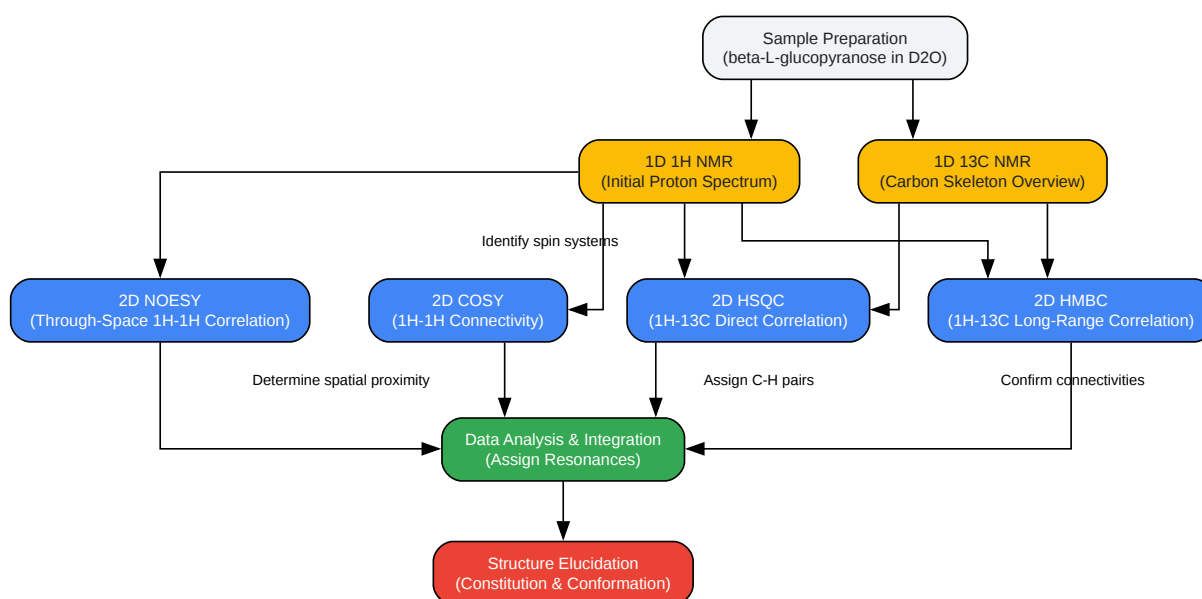 Sample Preparation
(beta-L-glucopyranose in D2O)
1D 1H NMR
(Initial Proton Spectrum)
1D 13C NMR
(Carbon Skeleton Overview)
Identify spin systems
2D NOESY
(Through-Space 1H-1H Correlation)
2D COSY
(1H-1H Connectivity)
2D HSQC
(1H-13C Direct Correlation)
2D HMBC
(1H-13C Long-Range Correlation)
Determine spatial proximity
Assign C-H pairs
Confirm connectivities
Data Analysis & Integration
(Assign Resonances)
Structure Elucidation
(Constitution & Conformation)